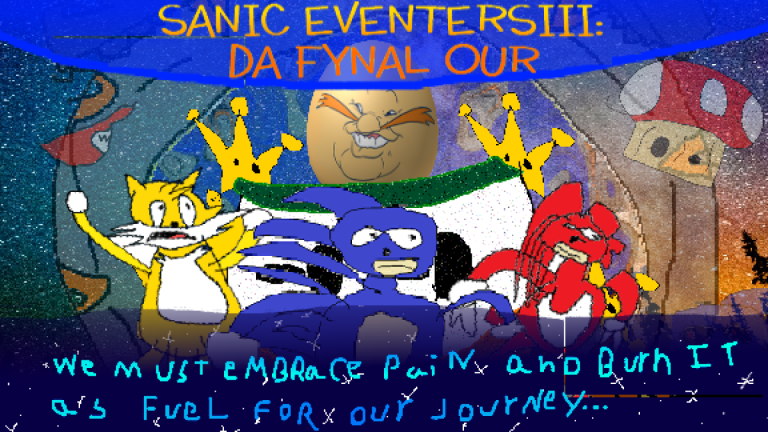 SANIC EVENTERSIII:
DA FYNAL OUR
W
we must eMBRaCE PaiN and BurN IT
as FueL FOR our JOURNeY...